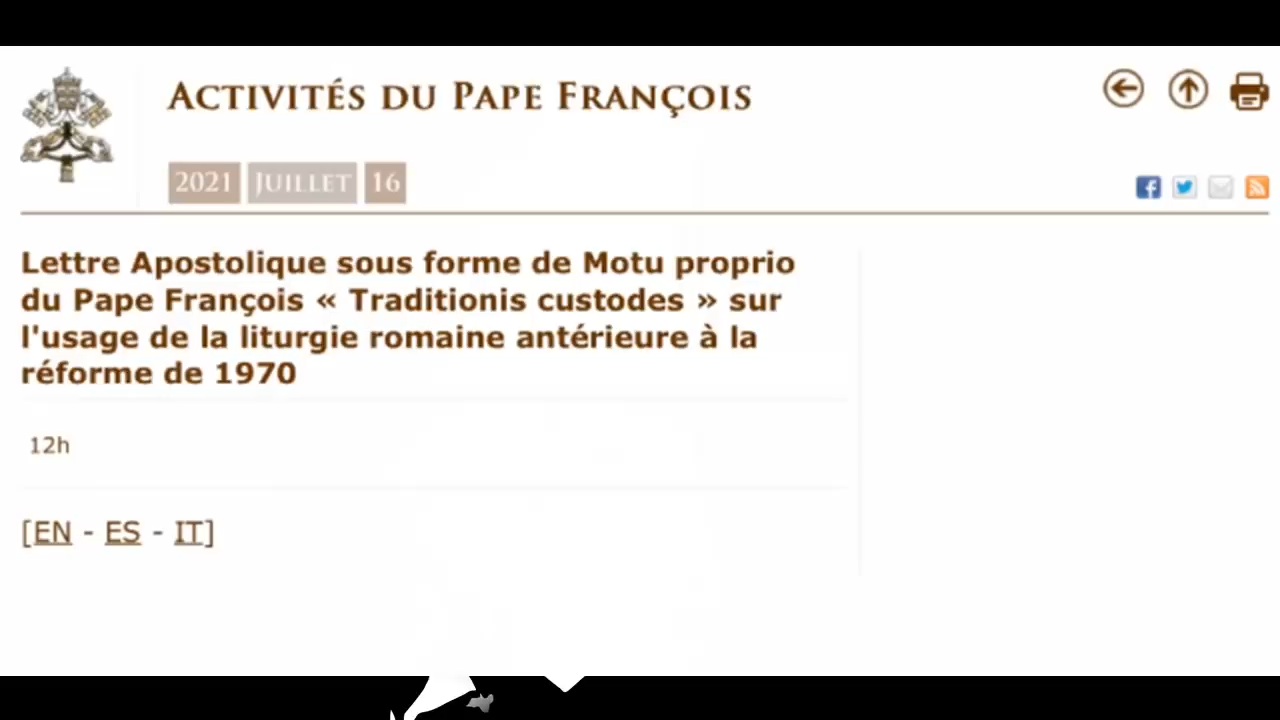 Activités du Pape François
2021 Juillet 16
Lettre Apostolique sous forme de Motu proprio
du Pape François « Traditionis custodes » sur
l'usage de la liturgie romaine antérieure à la
réforme de 1970
12h
[EN - ES - IT]